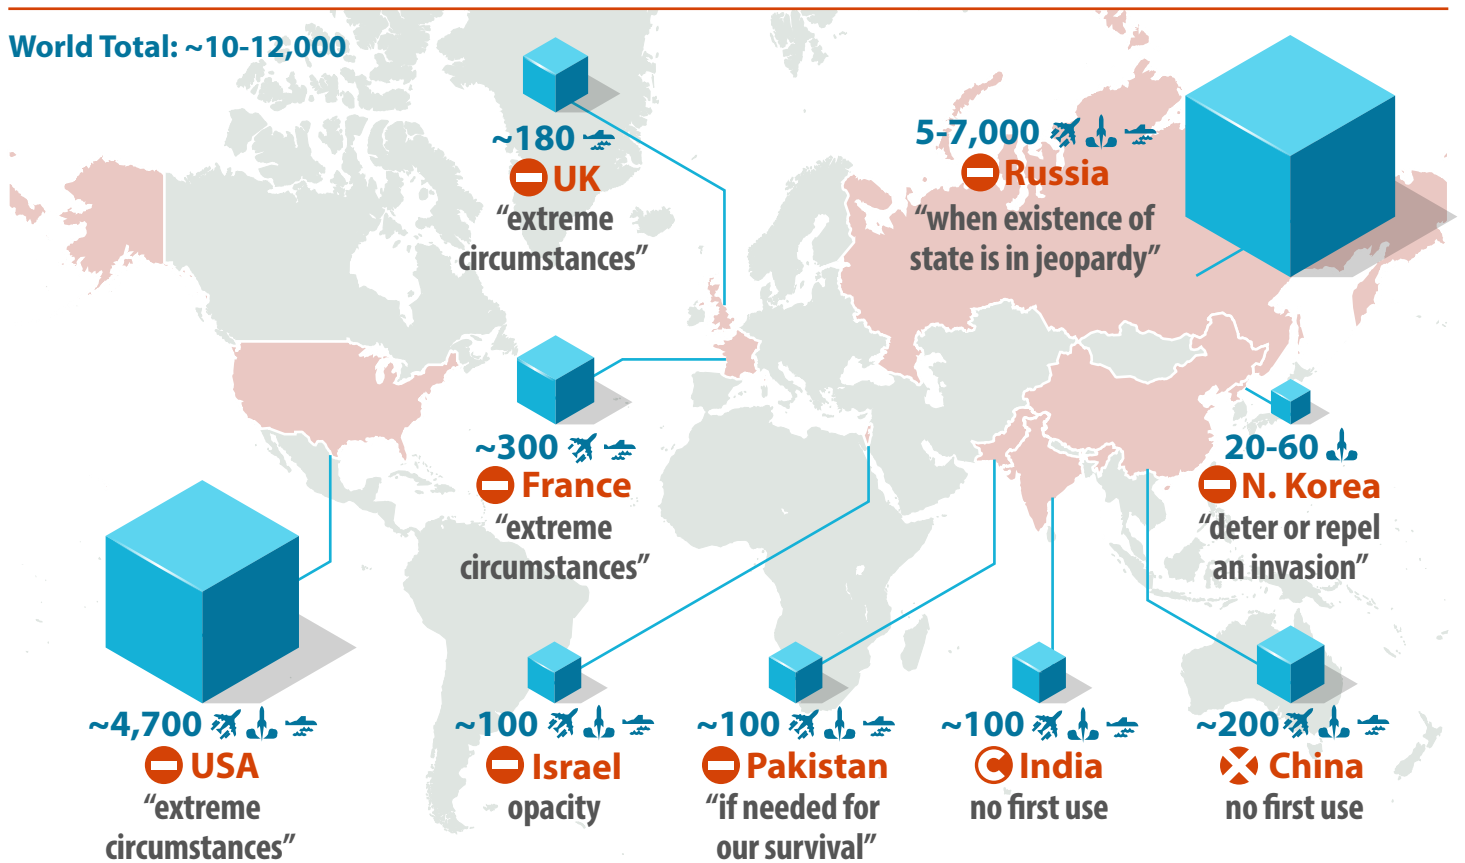 World Total: ~10-12,000
~180
UK
“extreme
circumstances”
5-7,000
Russia
“when existence of
state is in jeopardy”
~300
France
“extreme
circumstances”
20-60
N. Korea
“deter or repel
an invasion”
~4,700
USA
“extreme
circumstances”
~100
Israel
opacity
~100
Pakistan
“if needed for
our survival”
~100
India
no first use
~200
China
no first use